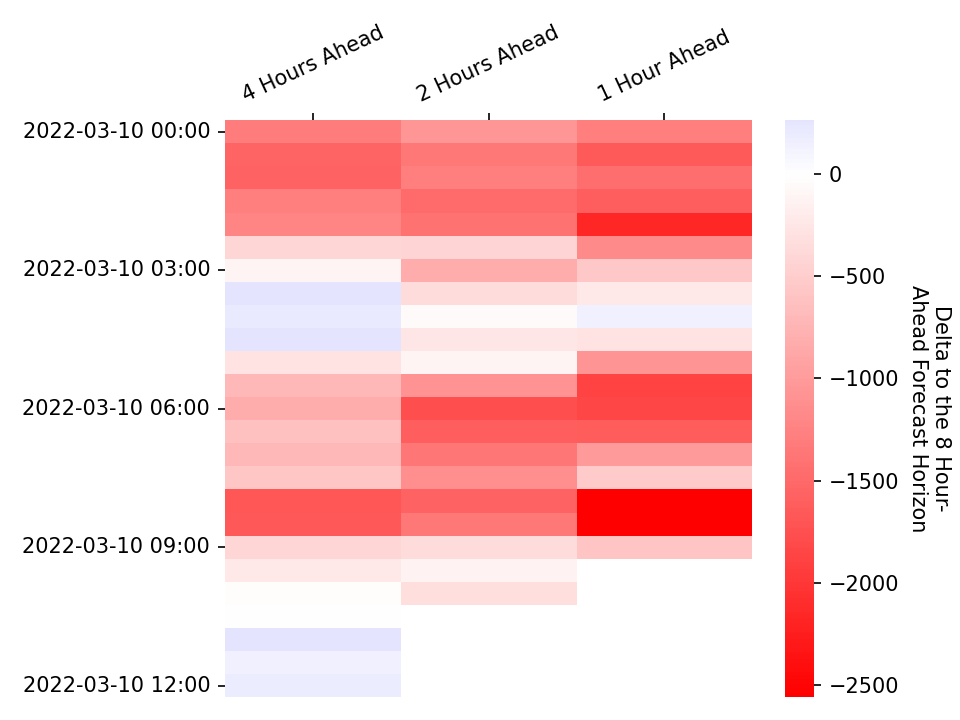 4 Hours Ahead
2 Hours Ahead
1 Hour Ahead
2022-03-10 00:00
2022-03-10 03:00
2022-03-10 06:00
2022-03-10 09:00
2022-03-10 12:00
0
−500
−1000
−1500
−2000
−2500
Delta to the 8 Hour-
Ahead Forecast Horizon